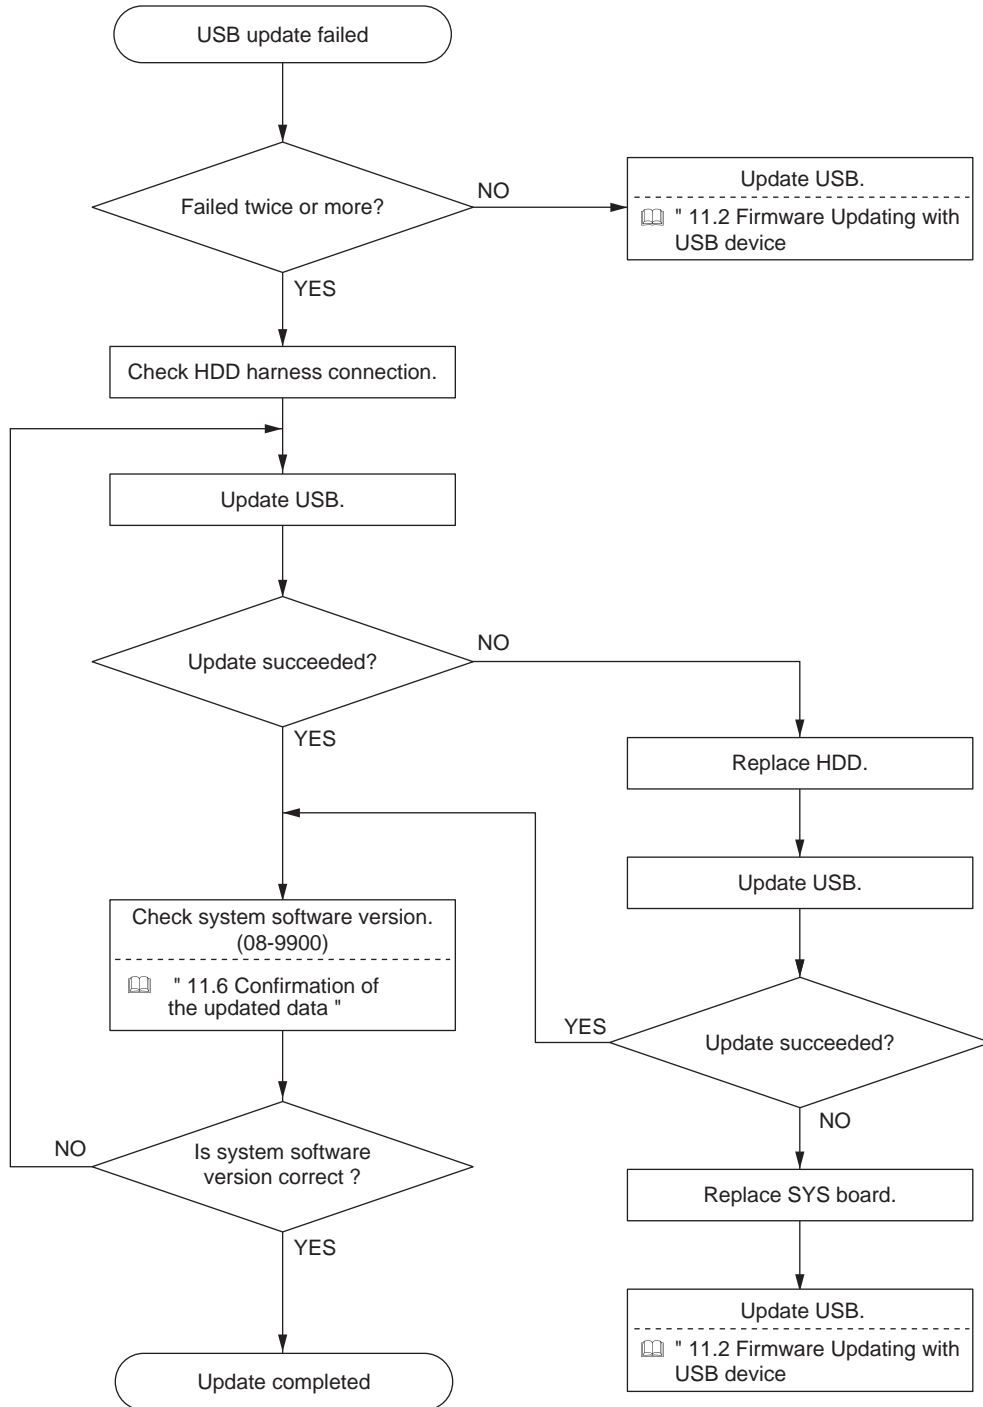 USB update failed
Failed twice or more?
NO
Update USB.
" 11.2 Firmware Updating with
USB device
YES
Check HDD harness connection.
Update USB.
Update succeeded?
NO
YES
Replace HDD.
Update USB.
Check system software version.
(08-9900)
" 11.6 Confirmation of
the updated data "
YES
Update succeeded?
NO
NO
Is system software
version correct ?
Replace SYS board.
YES
Update USB.
" 11.2 Firmware Updating with
USB device
Update completed